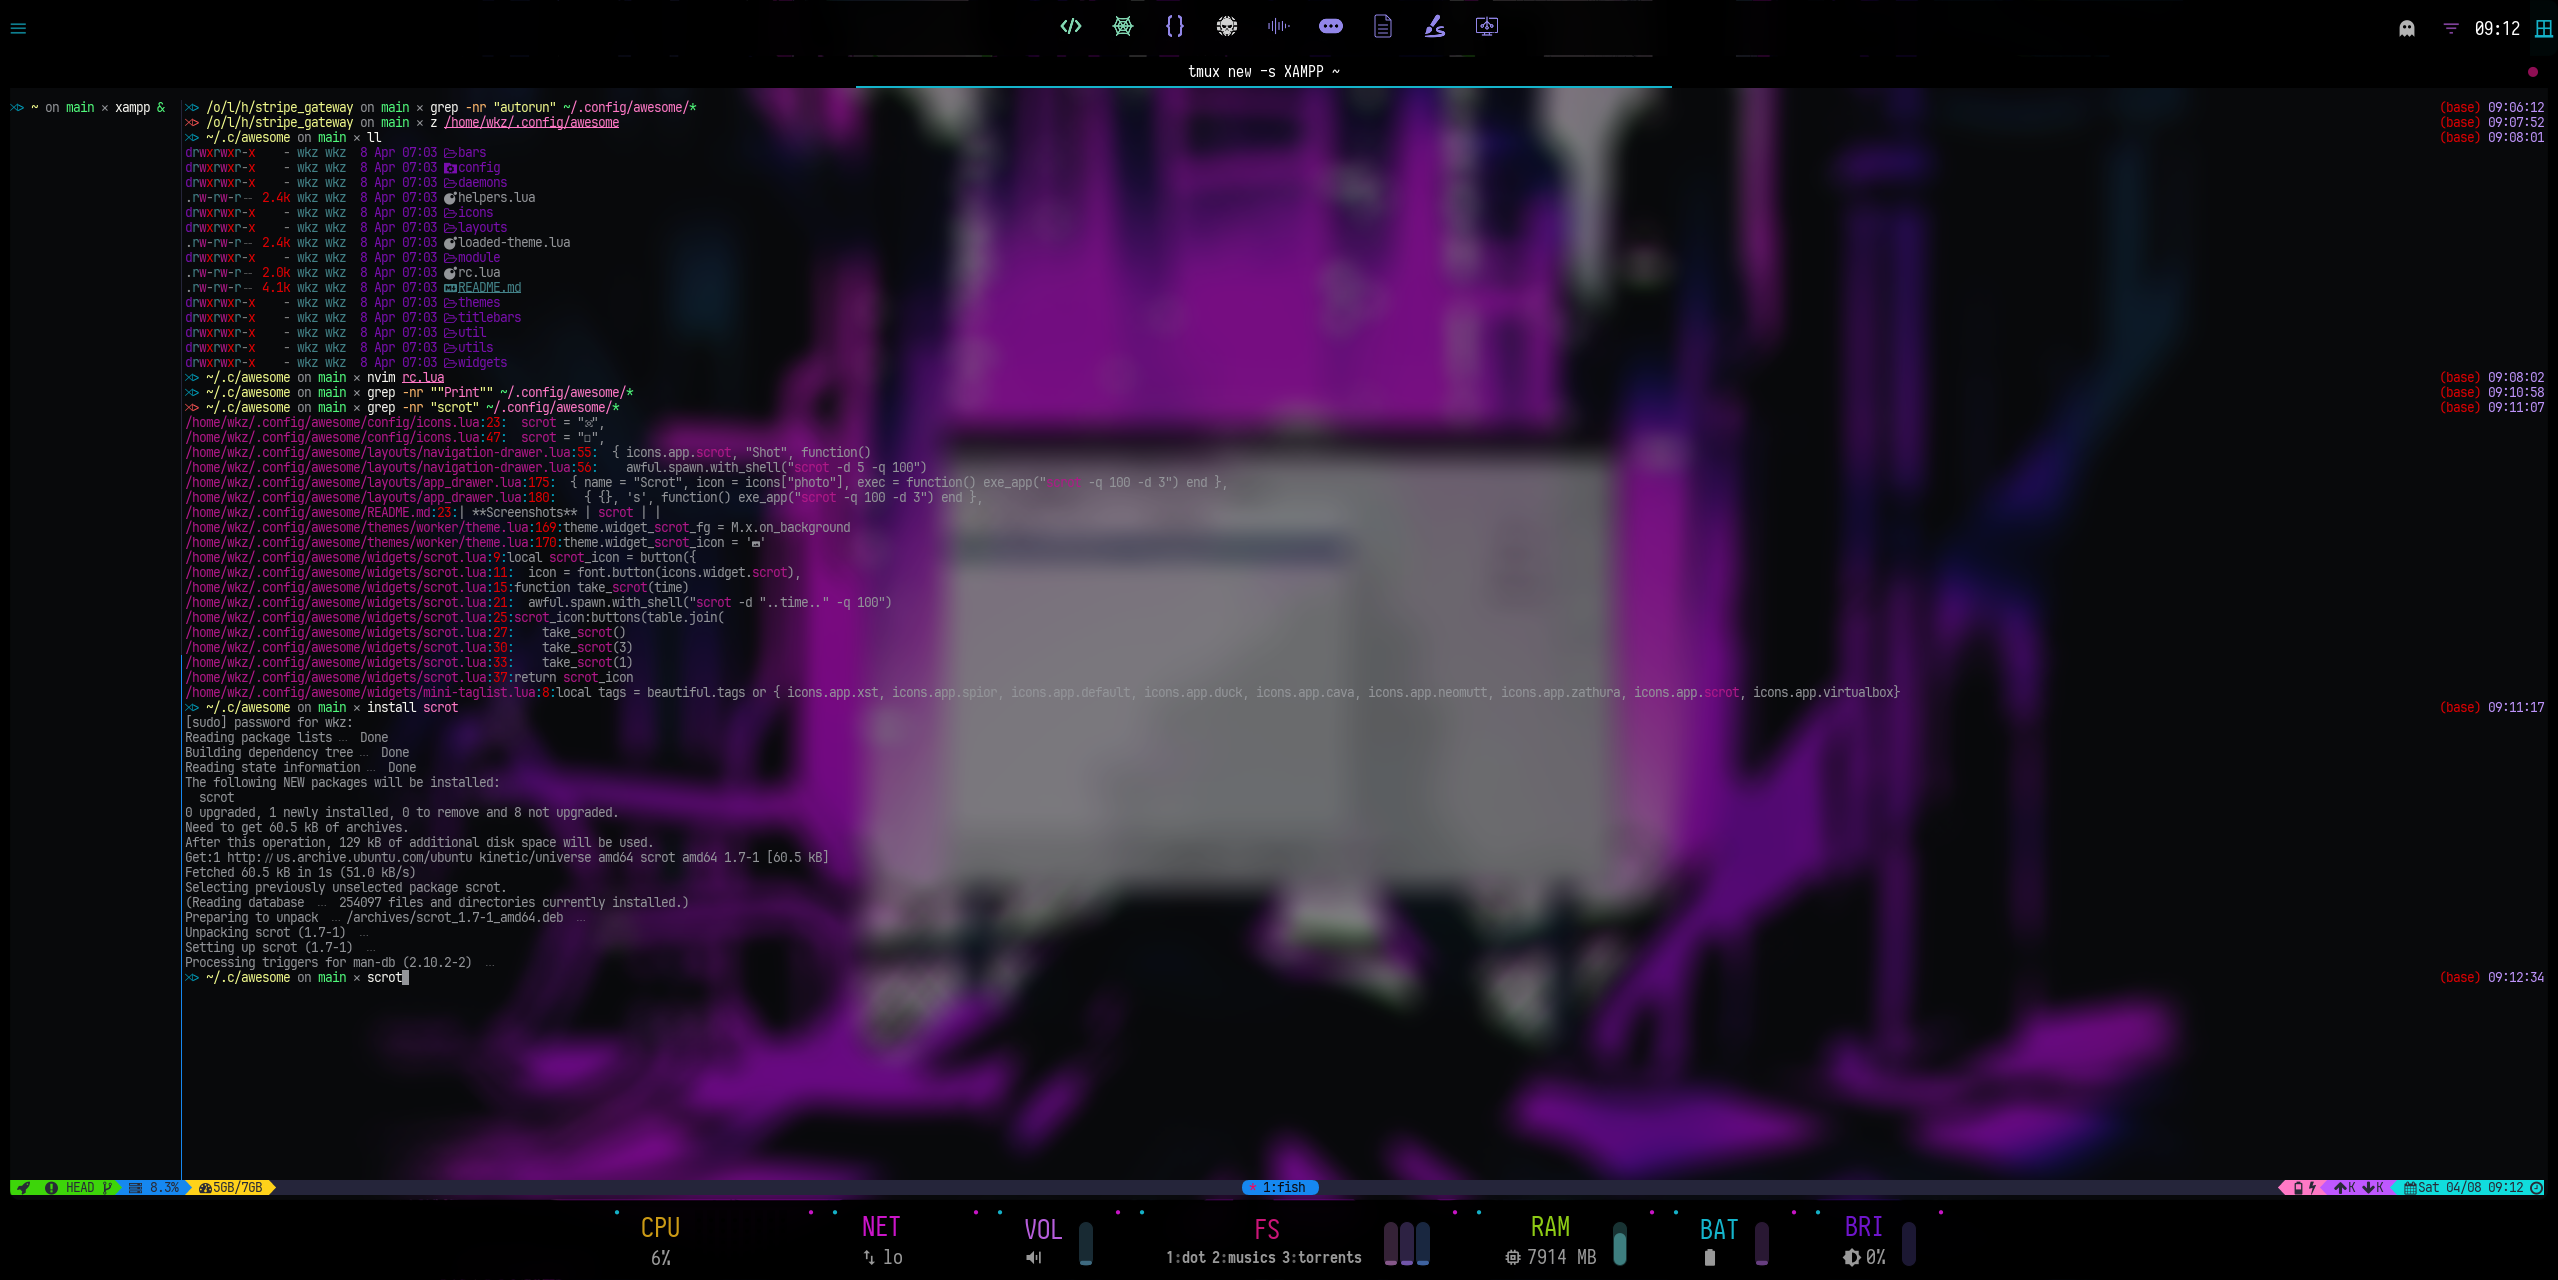 09:12
tmux new -s XAMPP ~
~ on main × xampp &
/o/l/h/stripe_gateway on main × grep -nr "autorun" ~/.config/awesome/* (base) 09:06:12
/o/l/h/stripe_gateway on main × z /home/wkz/.config/awesome (base) 09:07:52
~/.c/awesome on main × ll (base) 09:08:01
drwxrwxr-x - wkz wkz 8 Apr 07:03 bars
drwxrwxr-x - wkz wkz 8 Apr 07:03 config
drwxrwxr-x - wkz wkz 8 Apr 07:03 daemons
.rw-rw-r-- 2.4k wkz wkz 8 Apr 07:03 helpers.lua
drwxrwxr-x - wkz wkz 8 Apr 07:03 icons
drwxrwxr-x - wkz wkz 8 Apr 07:03 layouts
.rw-rw-r-- 2.4k wkz wkz 8 Apr 07:03 loaded-theme.lua
drwxrwxr-x - wkz wkz 8 Apr 07:03 module
.rw-rw-r-- 2.0k wkz wkz 8 Apr 07:03 rc.lua
.rw-rw-r-- 4.1k wkz wkz 8 Apr 07:03 README.md
drwxrwxr-x - wkz wkz 8 Apr 07:03 themes
drwxrwxr-x - wkz wkz 8 Apr 07:03 titlebars
drwxrwxr-x - wkz wkz 8 Apr 07:03 util
drwxrwxr-x - wkz wkz 8 Apr 07:03 utils
drwxrwxr-x - wkz wkz 8 Apr 07:03 widgets
~/.c/awesome on main × nvim rc.lua (base) 09:08:02
~/.c/awesome on main × grep -nr ""Print"" ~/.config/awesome/* (base) 09:10:58
~/.c/awesome on main × grep -nr "scrot" ~/.config/awesome/* (base) 09:11:07
/home/wkz/.config/awesome/config/icons.lua:23: scrot = "",
/home/wkz/.config/awesome/config/icons.lua:47: scrot = "",
/home/wkz/.config/awesome/layouts/navigation-drawer.lua:55: { icons.app.scrot, "Shot", function()
/home/wkz/.config/awesome/layouts/navigation-drawer.lua:56: awful.spawn.with_shell("scrot -d 5 -q 100")
/home/wkz/.config/awesome/layouts/app_drawer.lua:175: { name = "Scrot", icon = icons["photo"], exec = function() exe_app("scrot -q 100 -d 3") end },
/home/wkz/.config/awesome/layouts/app_drawer.lua:180: { {}, 's', function() exe_app("scrot -q 100 -d 3") end },
/home/wkz/.config/awesome/README.md:23:| **Screenshots** | scrot | |
/home/wkz/.config/awesome/themes/worker/theme.lua:169:theme.widget_scrot_fg = M.x.on_background
/home/wkz/.config/awesome/themes/worker/theme.lua:170:theme.widget_scrot_icon = ''
/home/wkz/.config/awesome/widgets/scrot.lua:9:local scrot_icon = button({
/home/wkz/.config/awesome/widgets/scrot.lua:11: icon = font.button(icons.widget.scrot),
/home/wkz/.config/awesome/widgets/scrot.lua:15:function take_scrot(time)
/home/wkz/.config/awesome/widgets/scrot.lua:21: awful.spawn.with_shell("scrot -d "..time.." -q 100")
/home/wkz/.config/awesome/widgets/scrot.lua:25:scrot_icon:buttons(table.join(
/home/wkz/.config/awesome/widgets/scrot.lua:27: take_scrot()
/home/wkz/.config/awesome/widgets/scrot.lua:30: take_scrot(3)
/home/wkz/.config/awesome/widgets/scrot.lua:33: take_scrot(1)
/home/wkz/.config/awesome/widgets/scrot.lua:37:return scrot_icon
/home/wkz/.config/awesome/widgets/mini-taglist.lua:8:local tags = beautiful.tags or { icons.app.xst, icons.app.spior, icons.app.default, icons.app.duck, icons.app.cava, icons.app.neomutt, icons.app.zathura, icons.app.scrot, icons.app.virtualbox}
~/.c/awesome on main × install scrot (base) 09:11:17
[sudo] password for wkz:
Reading package lists ... Done
Building dependency tree ... Done
Reading state information ... Done
The following NEW packages will be installed:
scrot
0 upgraded, 1 newly installed, 0 to remove and 8 not upgraded.
Need to get 60.5 kB of archives.
After this operation, 129 kB of additional disk space will be used.
Get:1 http://us.archive.ubuntu.com/ubuntu kinetic/universe amd64 scrot amd64 1.7-1 [60.5 kB]
Fetched 60.5 kB in 1s (51.0 kB/s)
Selecting previously unselected package scrot.
(Reading database ... 254097 files and directories currently installed.)
Preparing to unpack .../archives/scrot_1.7-1_amd64.deb ...
Unpacking scrot (1.7-1) ...
Setting up scrot (1.7-1) ...
Processing triggers for man-db (2.10.2-2) ...
~/.c/awesome on main × scrot (base) 09:12:34
HEAD 8.3% 5GB/7GB * 1:fish K K Sat 04/08 09:12
CPU NET VOL FS RAM BAT BRI
6% lo 1:dot 2:musics 3:torrents 7914 MB 0%